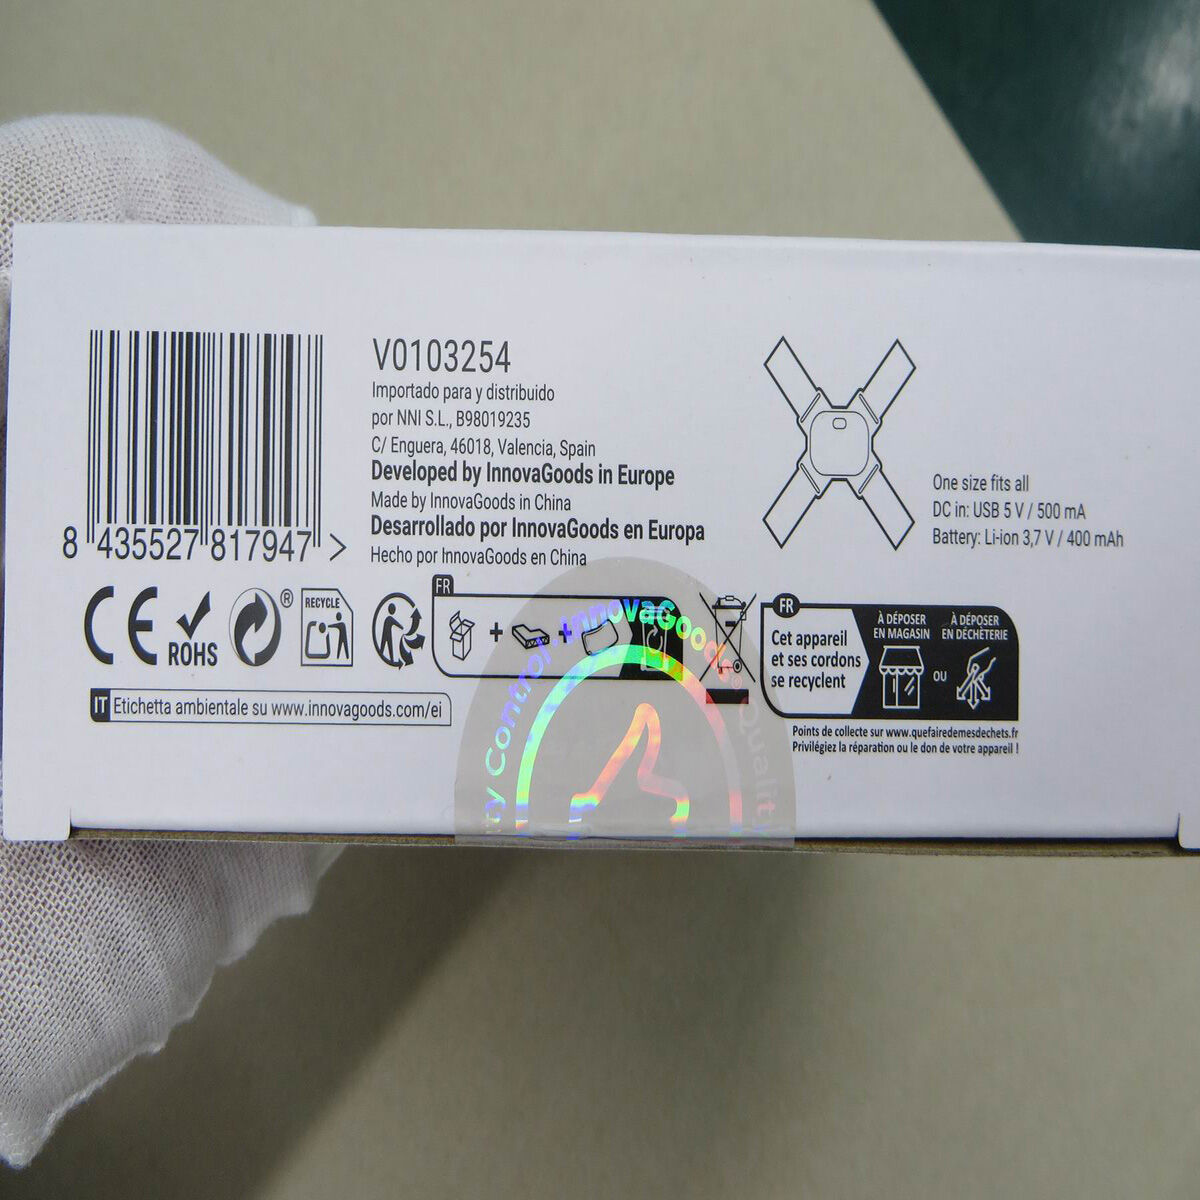 V0103254
Importado para y distribuido
por NNI S.L., B98019235
C/ Enguera, 46018, Valencia, Spain
Developed by InnovaGoods in Europe
Made by InnovaGoods in China
Desarrollado por InnovaGoods en Europa
Hecho por InnovaGoods en China
8 435527 817947 >
One size fits all
DC in: USB 5 V / 500 mA
Battery: Li-ion 3,7 V / 400 mAh
CE
ROHS
®
RECYCLE
FR
FR
Cet appareil
et ses cordons
se recyclent
À DÉPOSER
EN MAGASIN
OU
À DÉPOSER
EN DÉCHÈTERIE
Points de collecte sur www.quefairedemesdechets.fr
Privilégiez la réparation ou le don de votre appareil !
IT Etichetta ambientale su www.innovagoods.com/ei
ity Control · InnovaGoods® Qualit